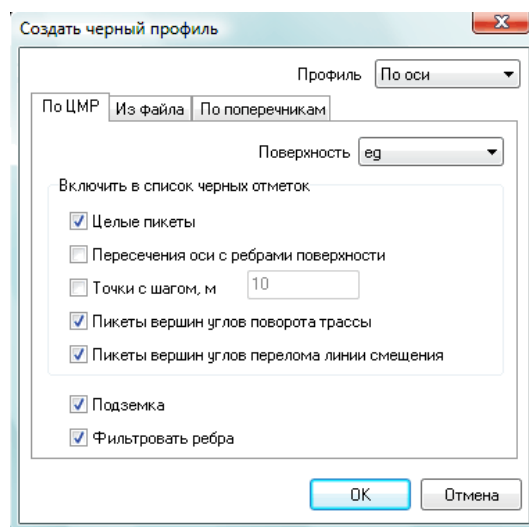 Создать черный профиль
Профиль По оси
По ЦМР Из файла По поперечникам
Поверхность eg
Включить в список черных отметок
Целые пикеты
Пересечения оси с ребрами поверхности
Точки с шагом, м 10
Пикеты вершин углов поворота трассы
Пикеты вершин углов перелома линии смещения
Подземка
Фильтровать ребра
OK Отмена